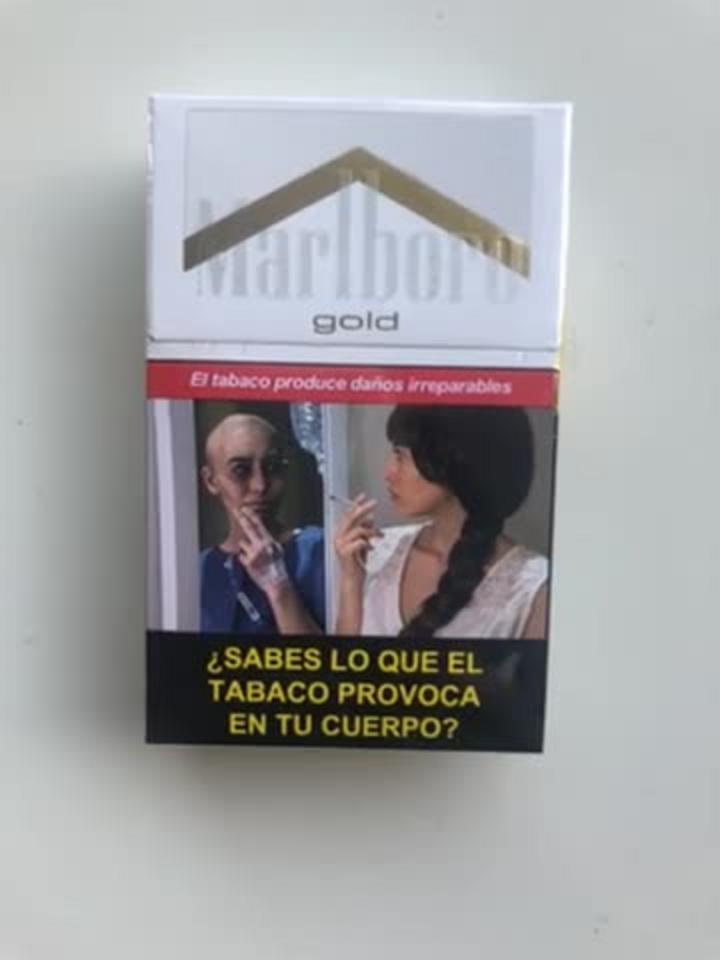 Marlboro
gold
El tabaco produce daños irreparables
¿SABES LO QUE EL
TABACO PROVOCA
EN TU CUERPO?